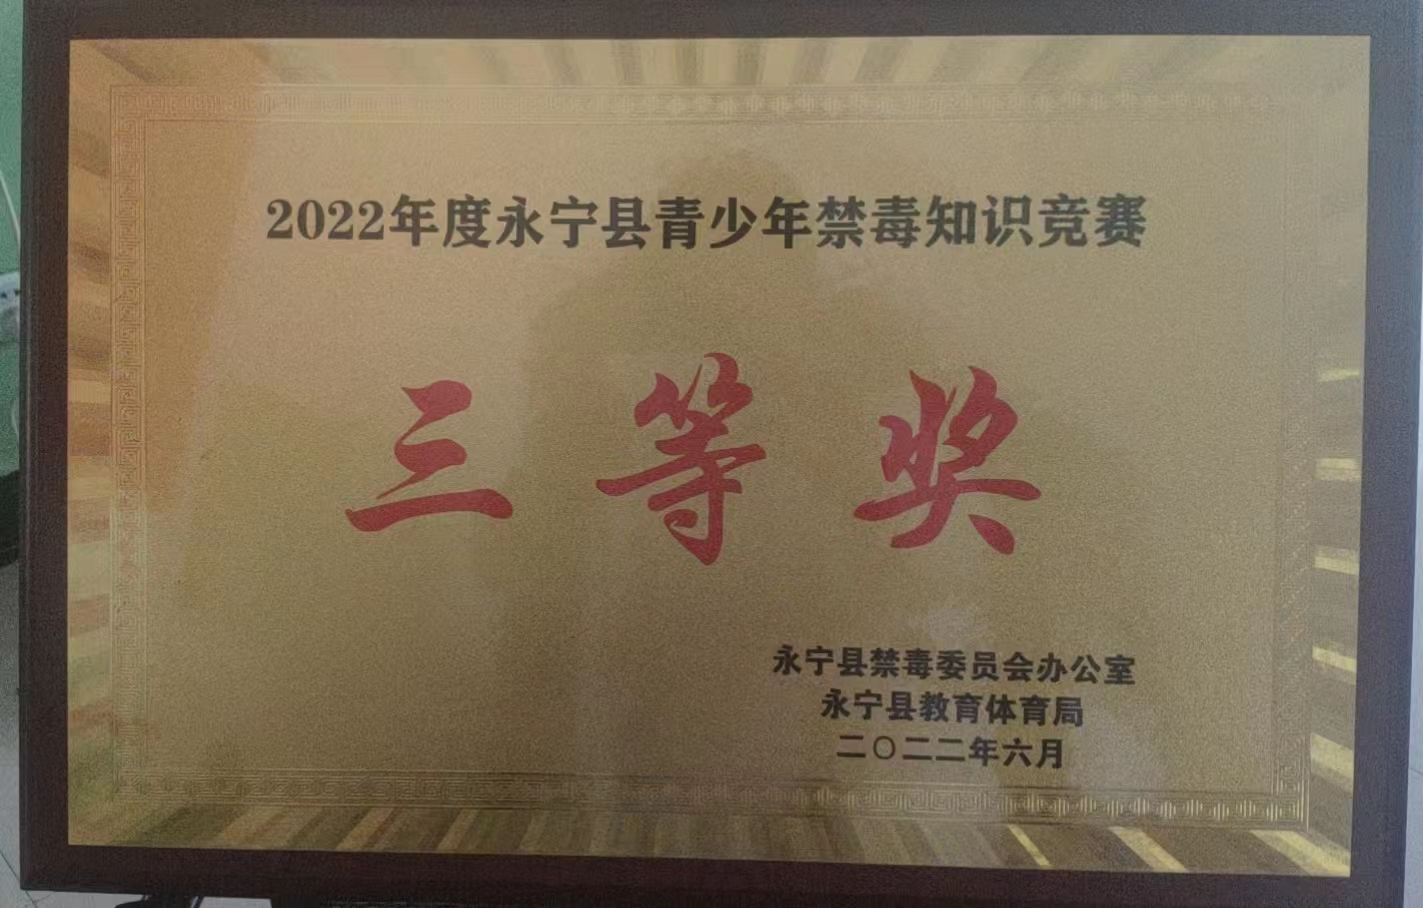 2022年度永宁县青少年禁毒知识竞赛
三等奖
永宁县禁毒委员会办公室
永宁县教育体育局
二〇二二年六月